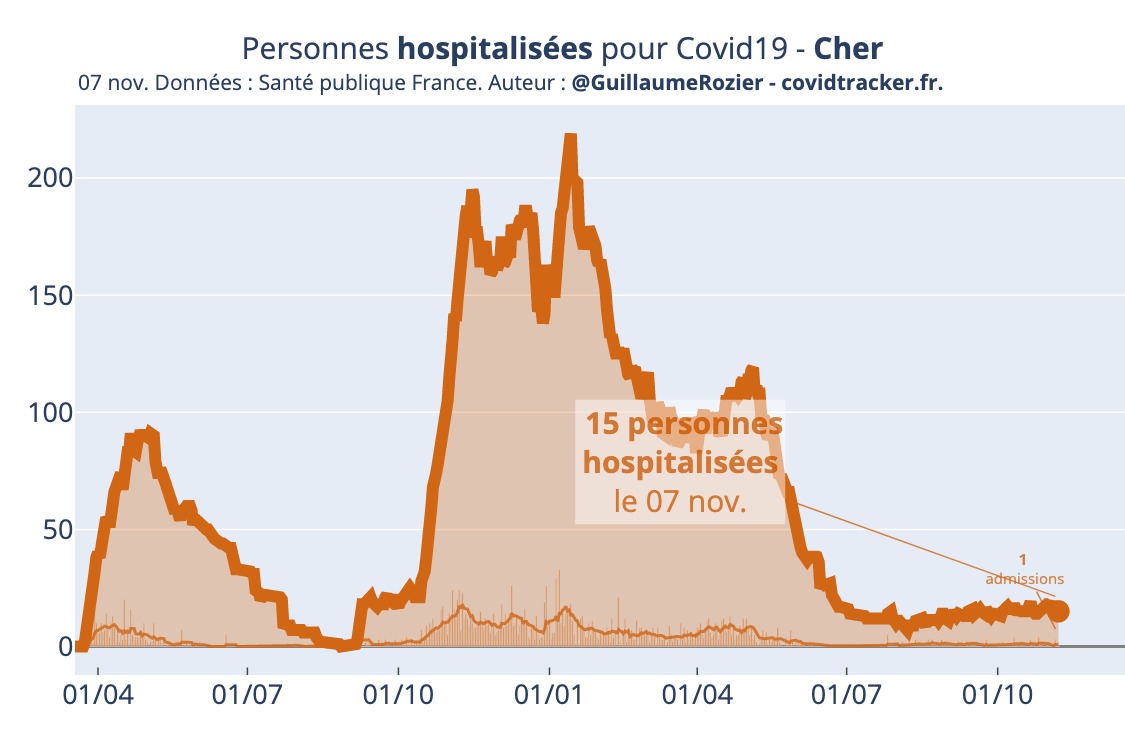 Personnes hospitalisées pour Covid19 - Cher
07 nov. Données : Santé publique France. Auteur : @GuillaumeRozier - covidtracker.fr.
200
150
100
50
0
15 personnes
hospitalisées
le 07 nov.
1
admissions
01/04 01/07 01/10 01/01 01/04 01/07 01/10